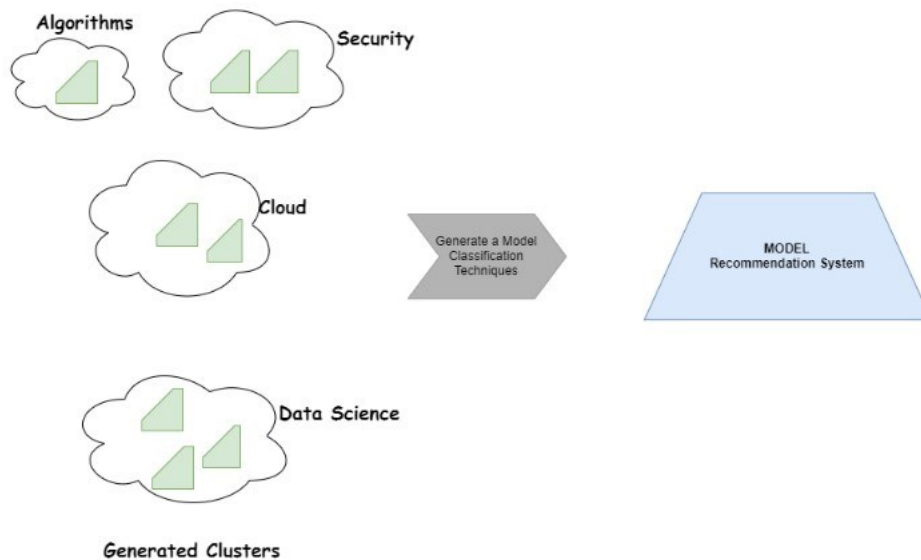 Algorithms
Security
Cloud
Generate a Model
Classification
Techniques
MODEL
Recommendation System
Data Science
Generated Clusters